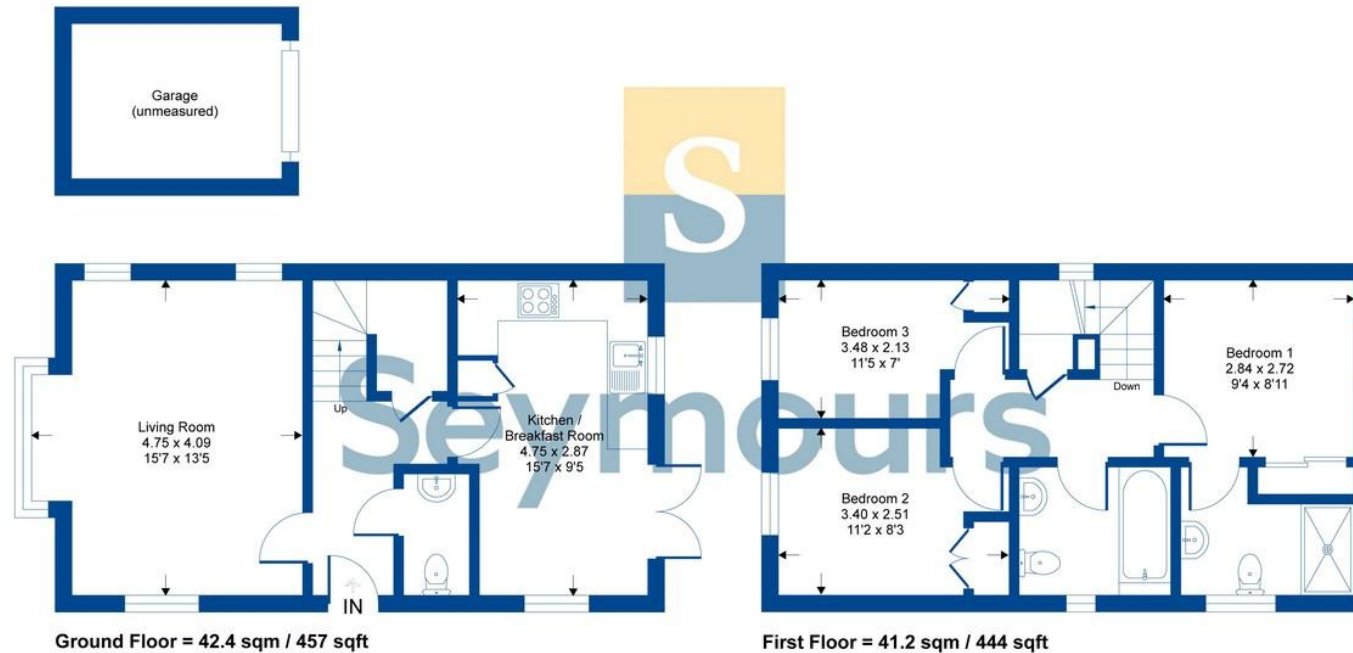 Garage
(unmeasured)
S
Seymours
Living Room
4.75 x 4.09
15'7 x 13'5
Up
IN
Kitchen /
Breakfast Room
4.75 x 2.87
15'7 x 9'5
Bedroom 3
3.48 x 2.13
11'5 x 7'
Bedroom 2
3.40 x 2.51
11'2 x 8'3
Down
Bedroom 1
2.84 x 2.72
9'4 x 8'11
Ground Floor = 42.4 sqm / 457 sqft
First Floor = 41.2 sqm / 444 sqft